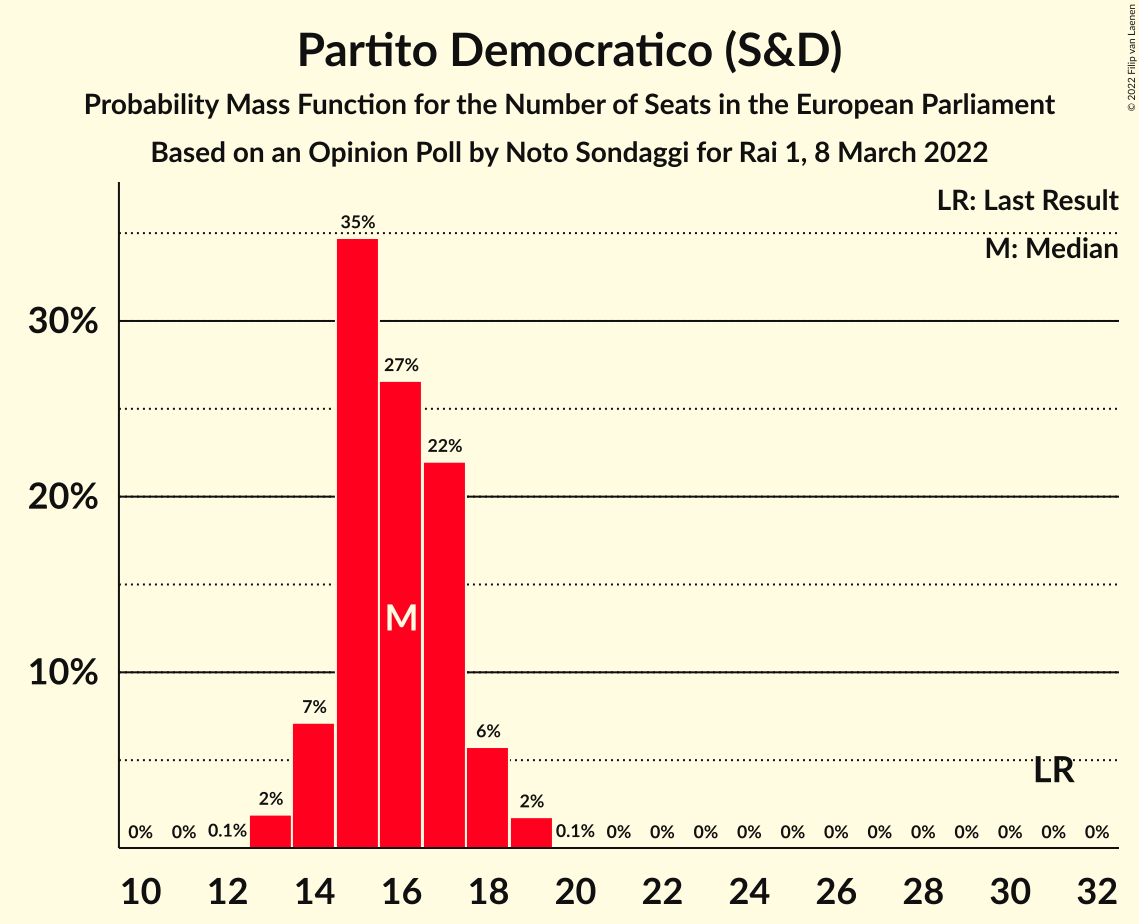 Partito Democratico (S&D)
Probability Mass Function for the Number of Seats in the European Parliament
Based on an Opinion Poll by Noto Sondaggi for Rai 1, 8 March 2022
© 2022 Filip van Laenen
LR: Last Result
M: Median
30%
20%
10%
0% 0% 0.1% 2% 7% 35% 27% 22% 6% 2% 0.1% 0% 0% 0% 0% 0% 0% 0% 0% 0% 0% 0% 0%
M
LR
10 12 14 16 18 20 22 24 26 28 30 32